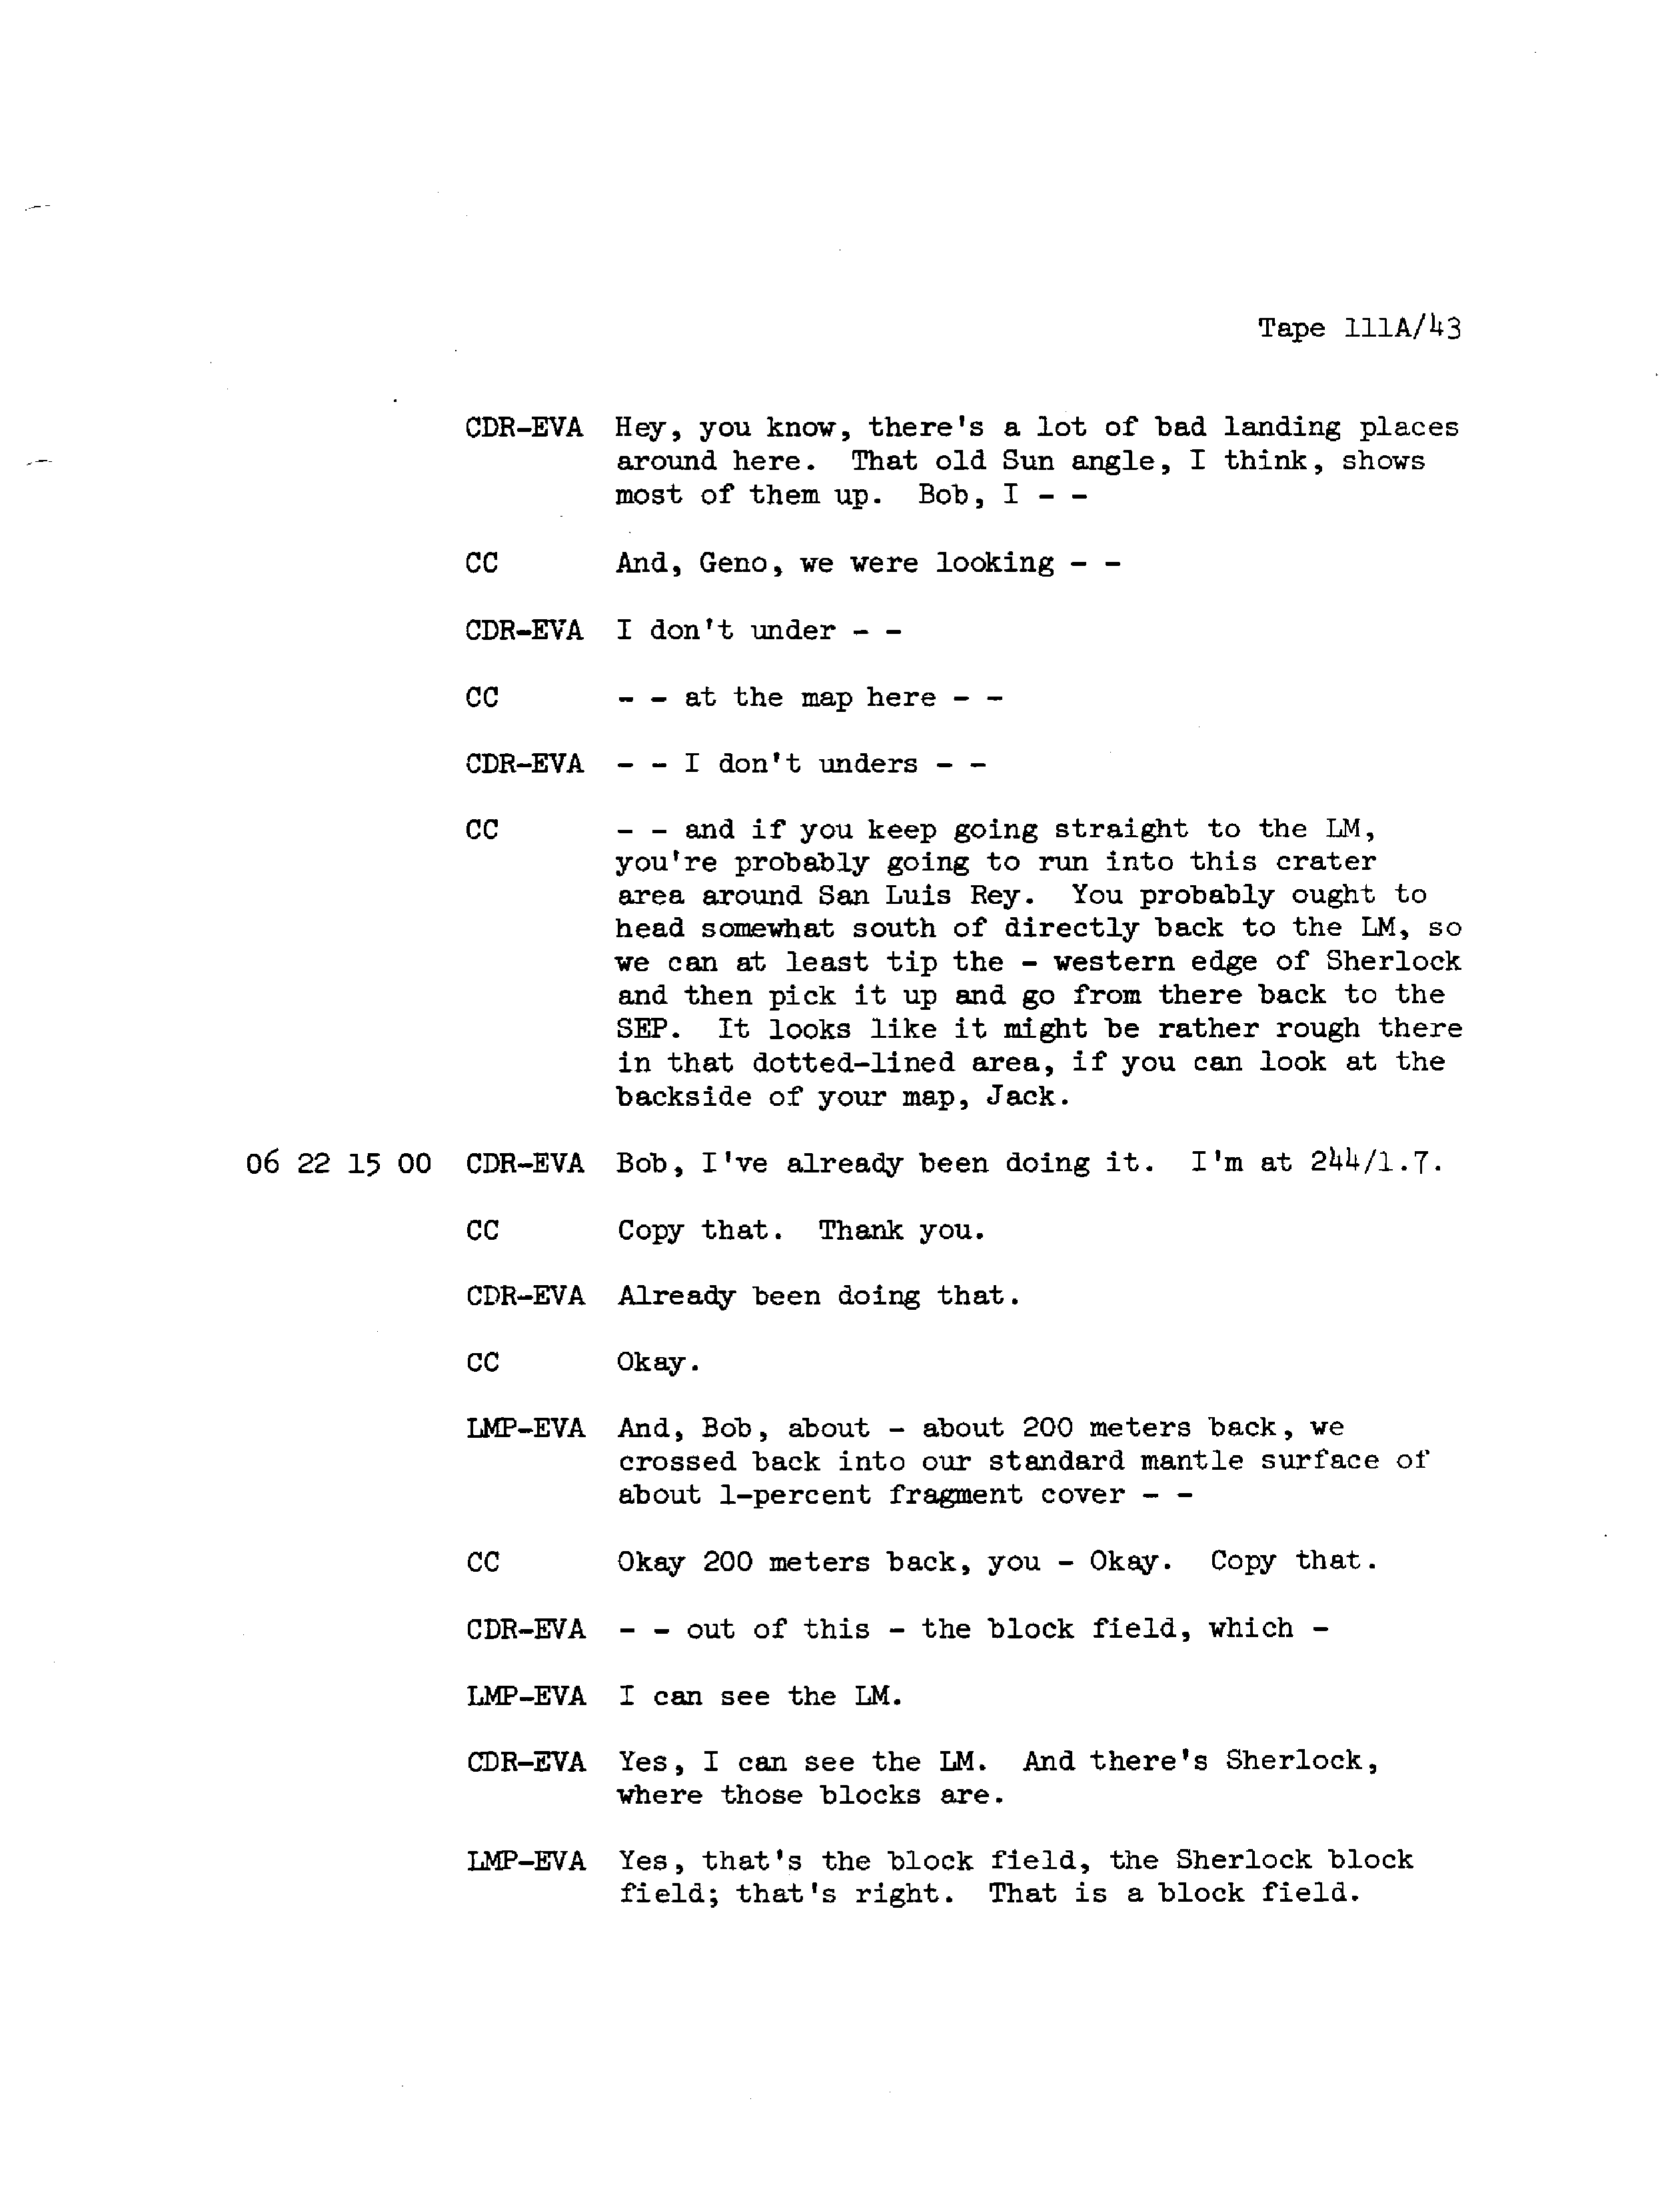 Tape 111A/43
CDR-EVA Hey, you know, there's a lot of bad landing places
around here. That old Sun angle, I think, shows
most of them up. Bob, I - -
CC And, Geno, we were looking - -
CDR-EVA I don't under - -
CC - - at the map here - -
CDR-EVA - - I don't unders - -
CC - - and if you keep going straight to the LM,
you're probably going to run into this crater
area around San Luis Rey. You probably ought to
head somewhat south of directly back to the LM, so
we can at least tip the - western edge of Sherlock
and then pick it up and go from there back to the
SEP. It looks like it might be rather rough there
in that dotted-lined area, if you can look at the
backside of your map, Jack.
06 22 15 00 CDR-EVA Bob, I've already been doing it. I'm at 244/1.7.
CC Copy that. Thank you.
CDR-EVA Already been doing that.
CC Okay.
LMP-EVA And, Bob, about - about 200 meters back, we
crossed back into our standard mantle surface of
about 1-percent fragment cover - -
CC Okay 200 meters back, you - Okay. Copy that.
CDR-EVA - - out of this - the block field, which -
LMP-EVA I can see the LM.
CDR-EVA Yes, I can see the LM. And there's Sherlock,
where those blocks are.
LMP-EVA Yes, that's the block field, the Sherlock block
field; that's right. That is a block field.